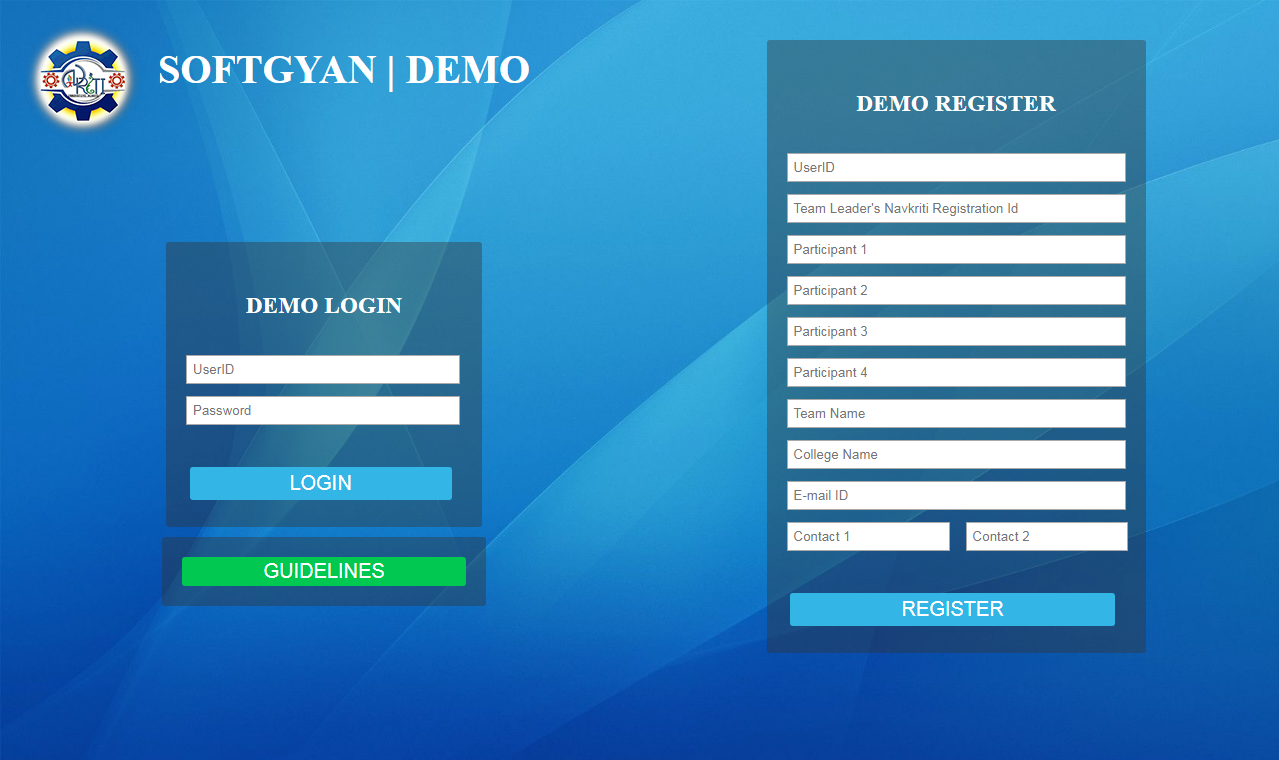 SOFTGYAN | DEMO
DEMO LOGIN
UserID
Password
LOGIN
GUIDELINES
DEMO REGISTER
UserID
Team Leader's Navkriti Registration Id
Participant 1
Participant 2
Participant 3
Participant 4
Team Name
College Name
E-mail ID
Contact 1
Contact 2
REGISTER